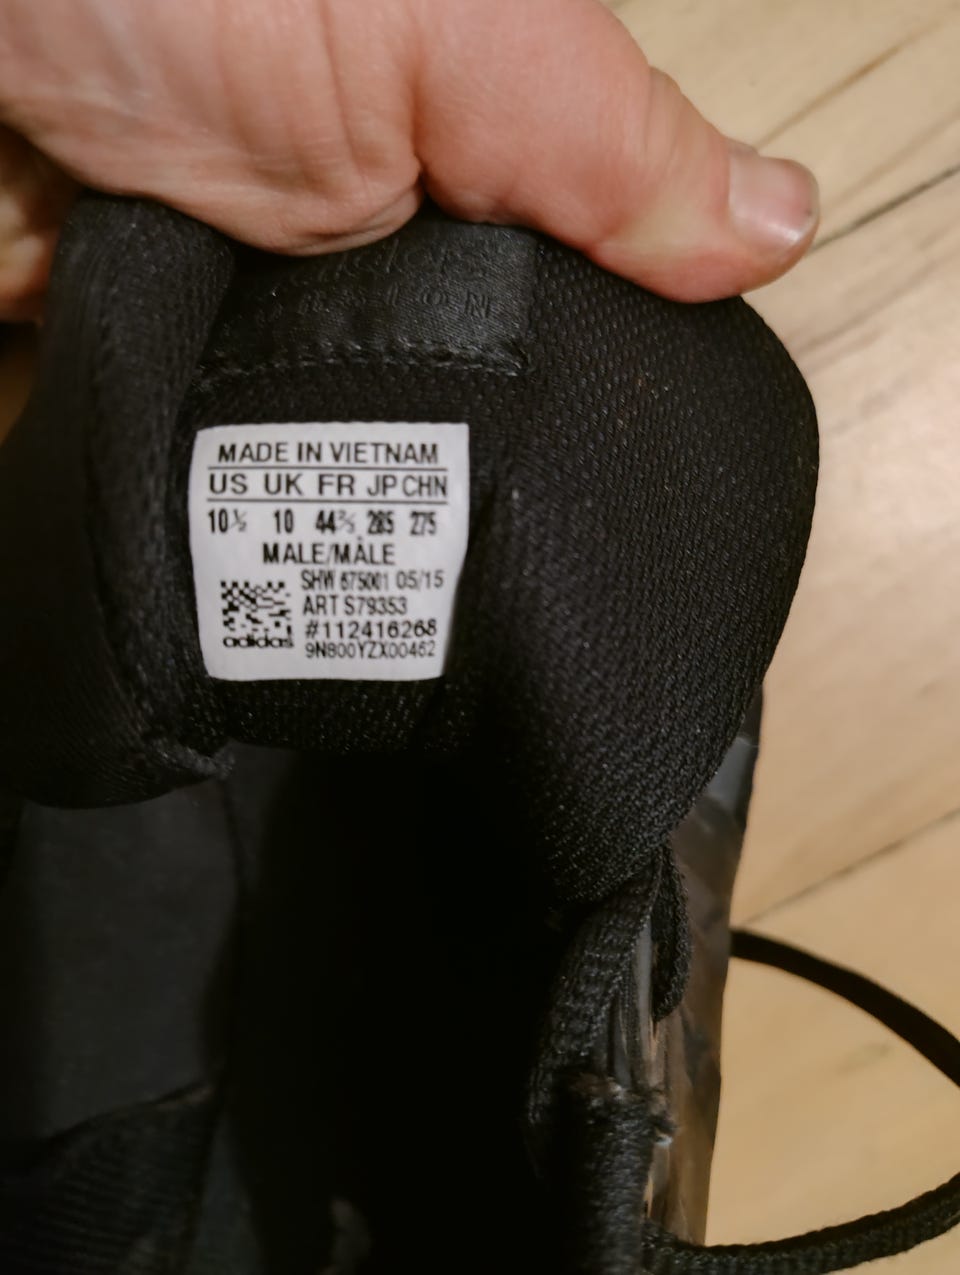 MADE IN VIETNAM
US UK FR JP CHN
10½ 10 44⅔ 285 275
MALE/MÂLE
SHW 675001 05/15
ART S79353
#112416268
9N800YZX00462
adidas